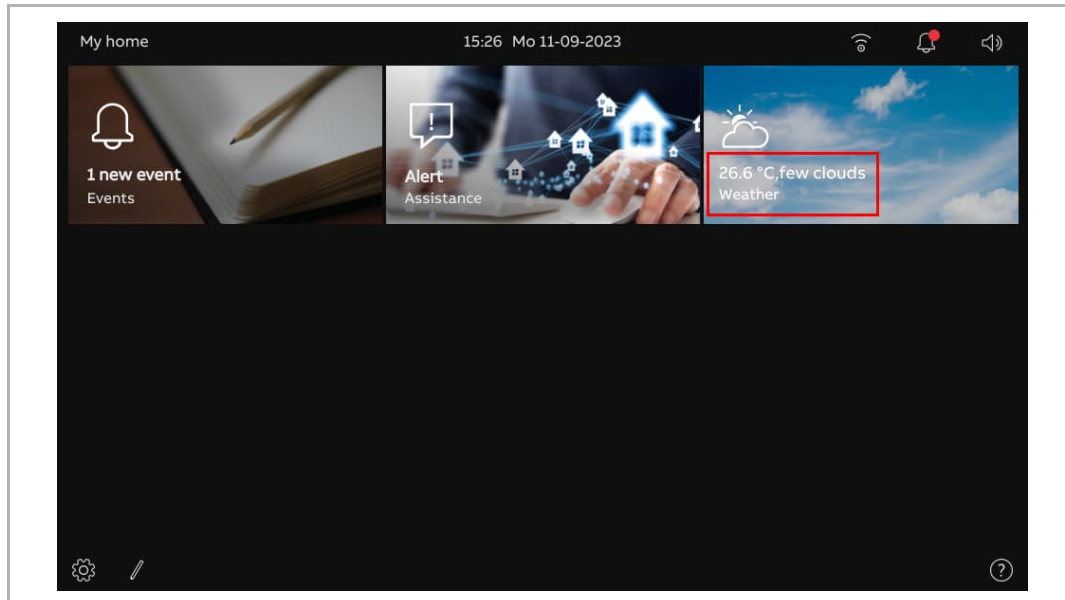 My home
15:26 Mo 11-09-2023
1 new event
Events
Alert
Assistance
26.6 °C,few clouds
Weather